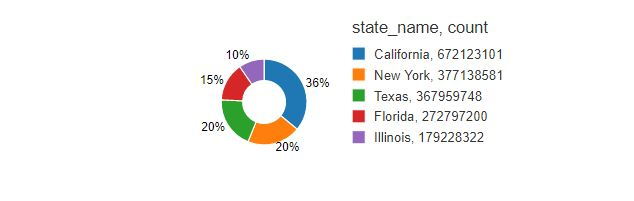 state_name, count
California, 672123101
New York, 377138581
Texas, 367959748
Florida, 272797200
Illinois, 179228322
10%
36%
15%
20%
20%